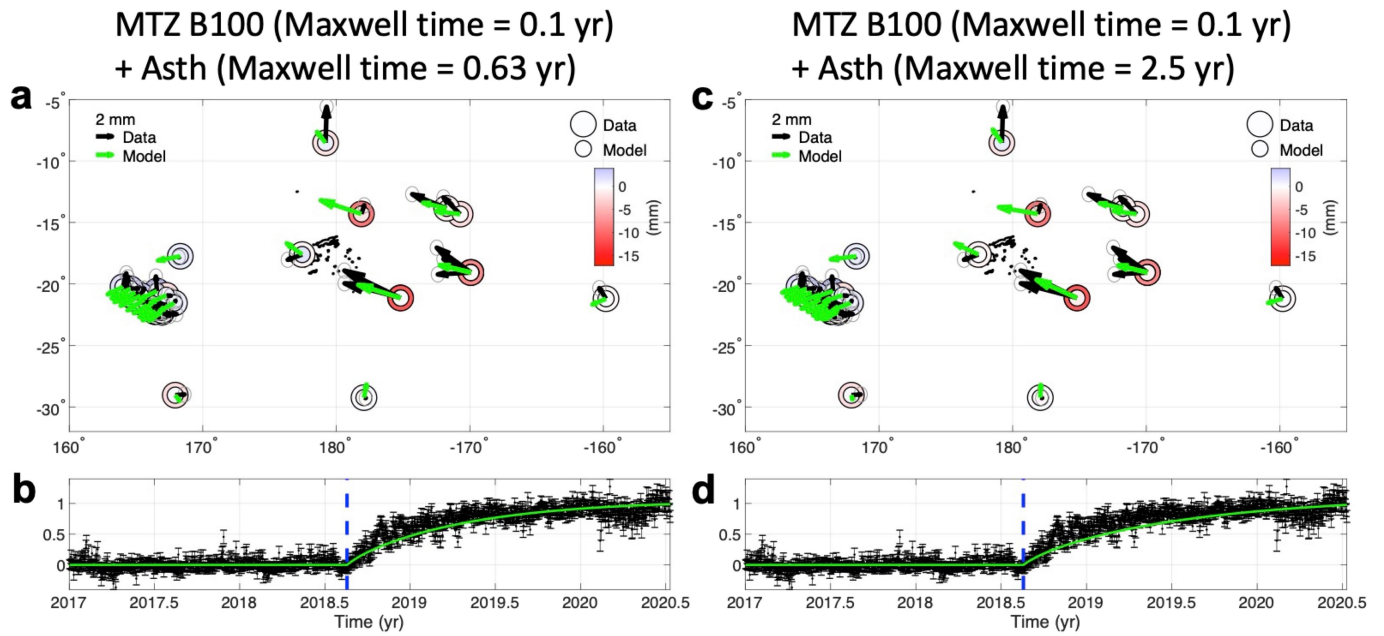 MTZ B100 (Maxwell time = 0.1 yr)
+ Asth (Maxwell time = 0.63 yr)
a
-5°
-10°
-15°
-20°
-25°
-30°
2 mm
Data
Model
Data
Model
0
-5
-10
-15
(mm)
160°
170°
180°
-170°
-160°
b
1
0.5
0
2017
2017.5
2018
2018.5
2019
2019.5
2020
2020.5
Time (yr)
MTZ B100 (Maxwell time = 0.1 yr)
+ Asth (Maxwell time = 2.5 yr)
c
-5°
-10°
-15°
-20°
-25°
-30°
2 mm
Data
Model
Data
Model
0
-5
-10
-15
(mm)
160°
170°
180°
-170°
-160°
d
1
0.5
0
2017
2017.5
2018
2018.5
2019
2019.5
2020
2020.5
Time (yr)